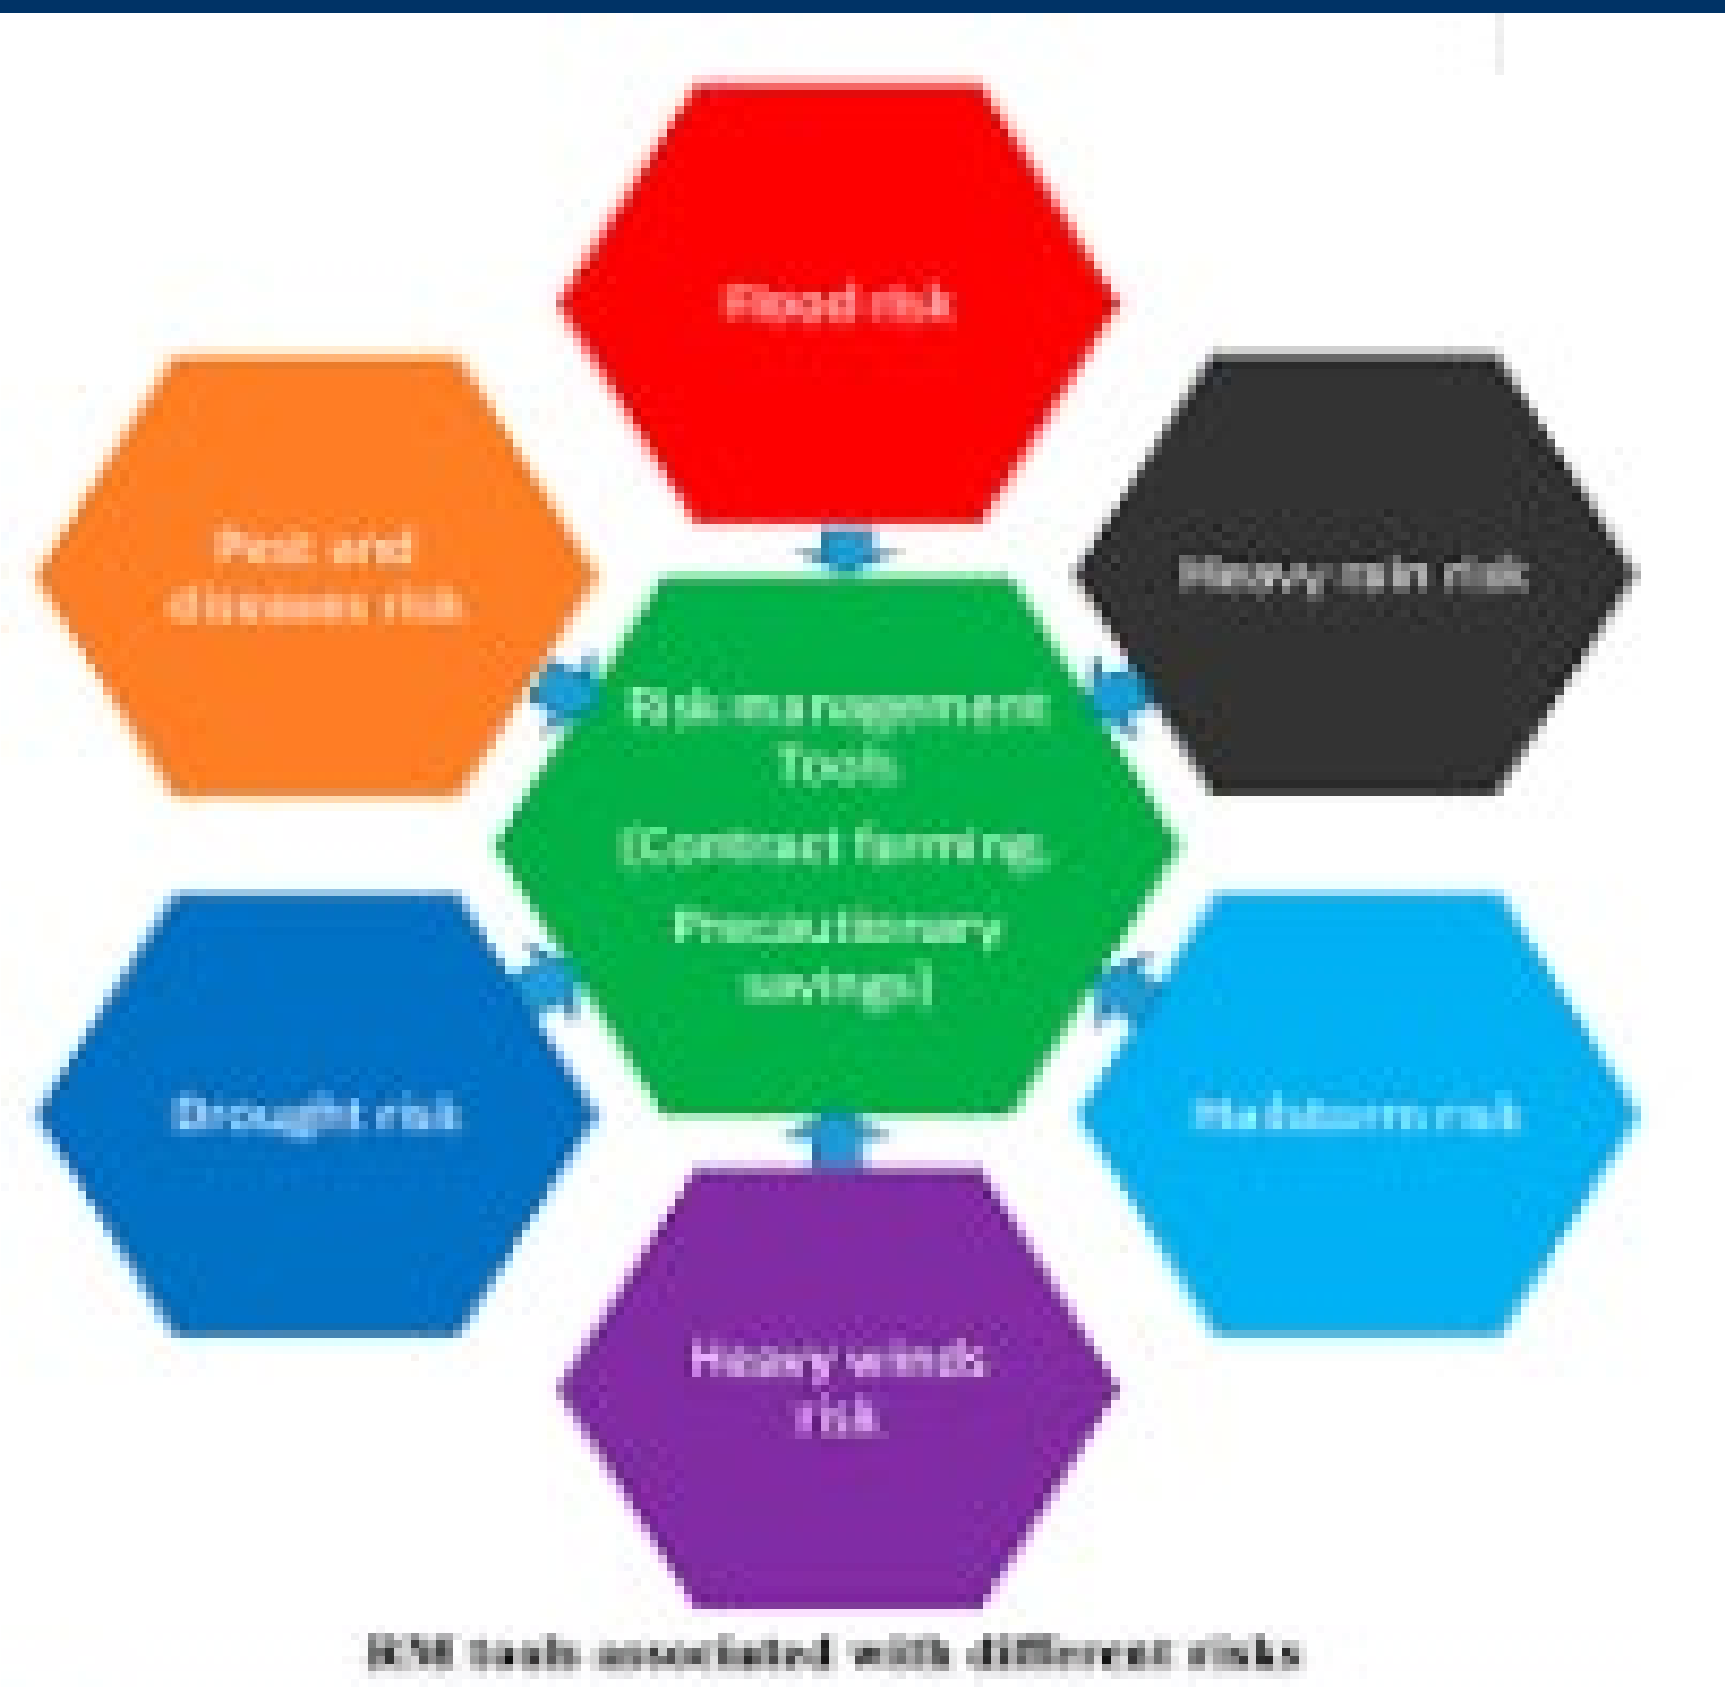 Flood risk
Pest and
diseases risk
Heavy rain risk
Risk management
Tools
(Contract farming,
Precautionary
savings)
Drought risk
Hailstorm risk
Heavy winds
risk
RM tools associated with different risks